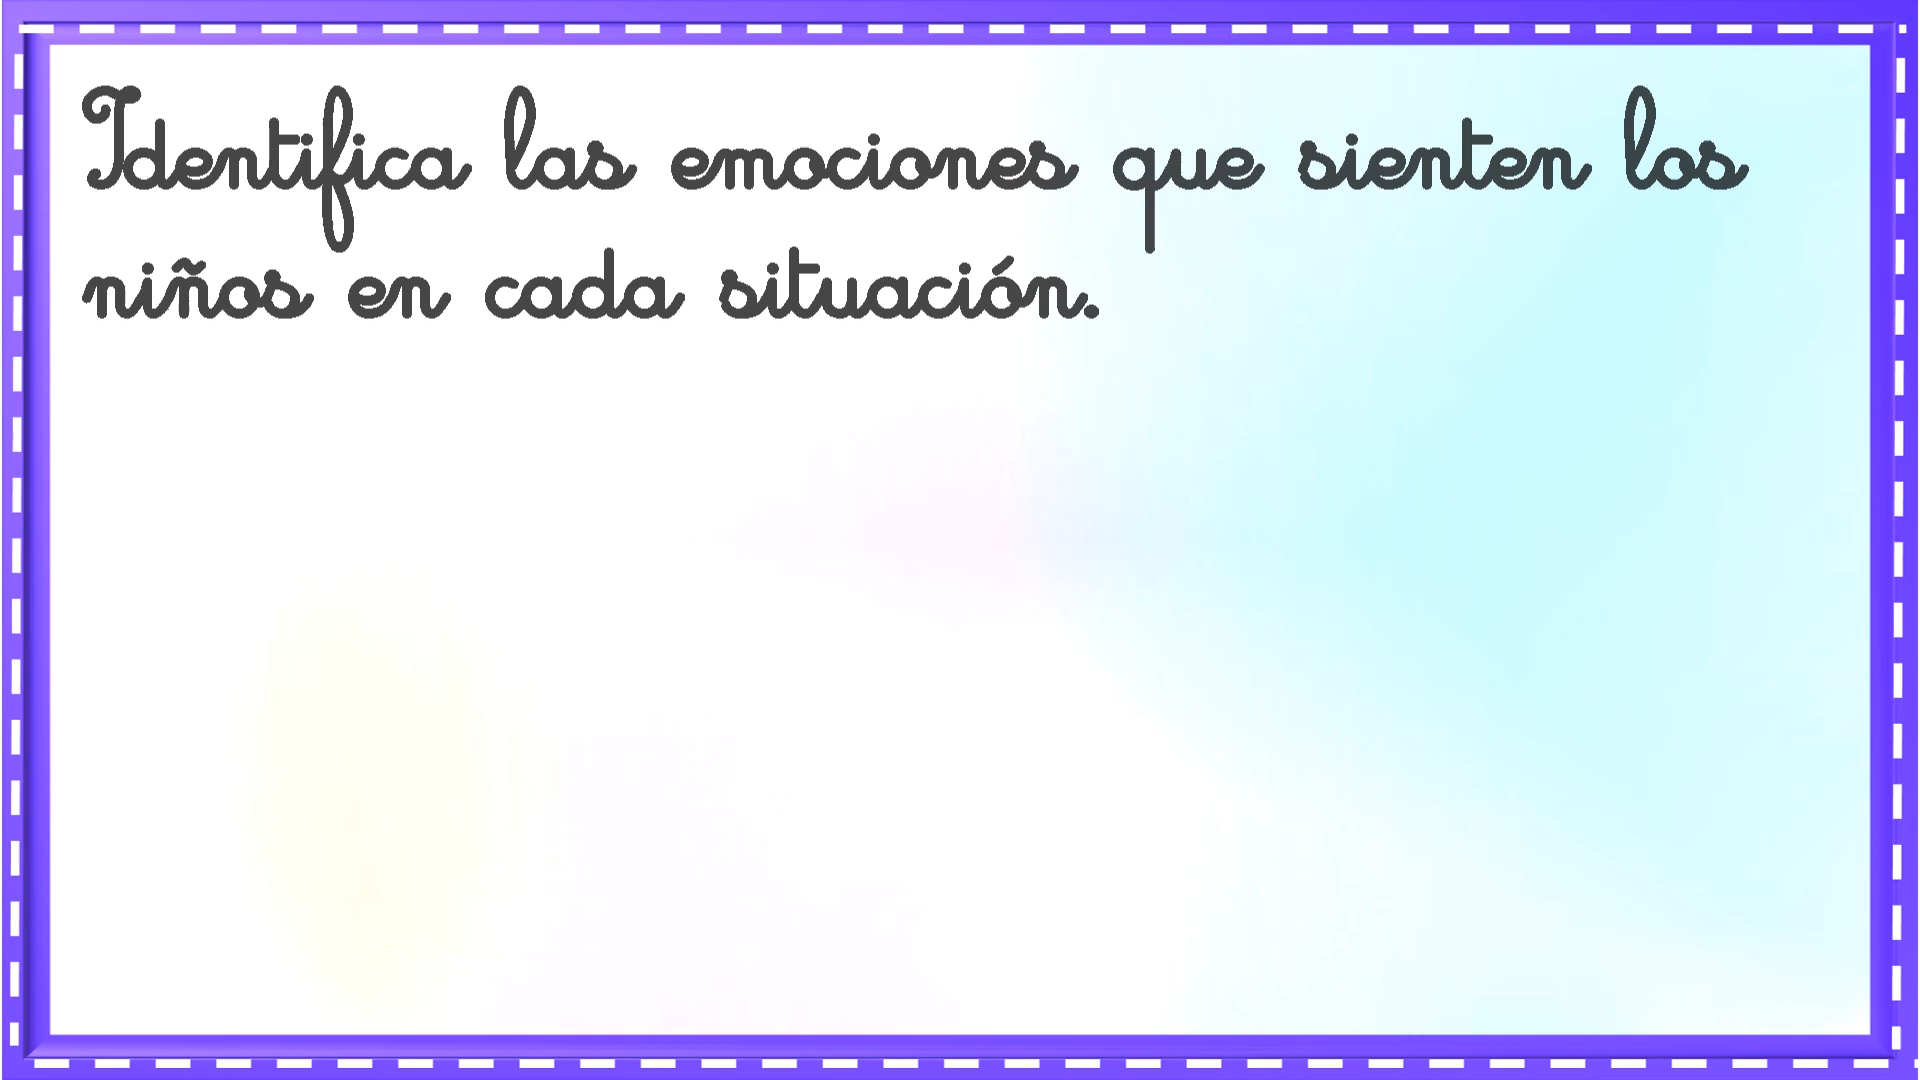 Identifica las emociones que sienten los
niños en cada situación.